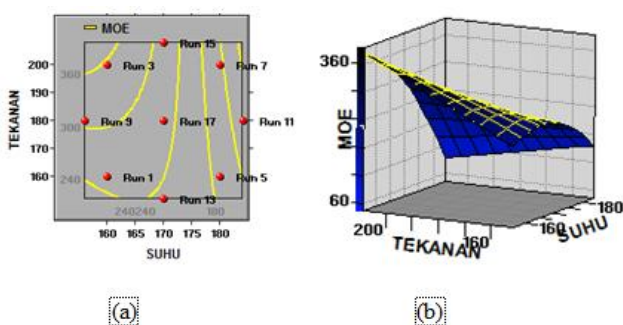 MOE
Run 15
200
360
Run 3
Run 7
TEKANAN
180
300
Run 9
Run 17
Run 11
170
160
240
Run 1
Run 5
Run 13
240 240 180
160 165 170 175 180
SUHU
(a)
(b)
360
MOE
60
200
TEKANAN
160
160
SUHU
180